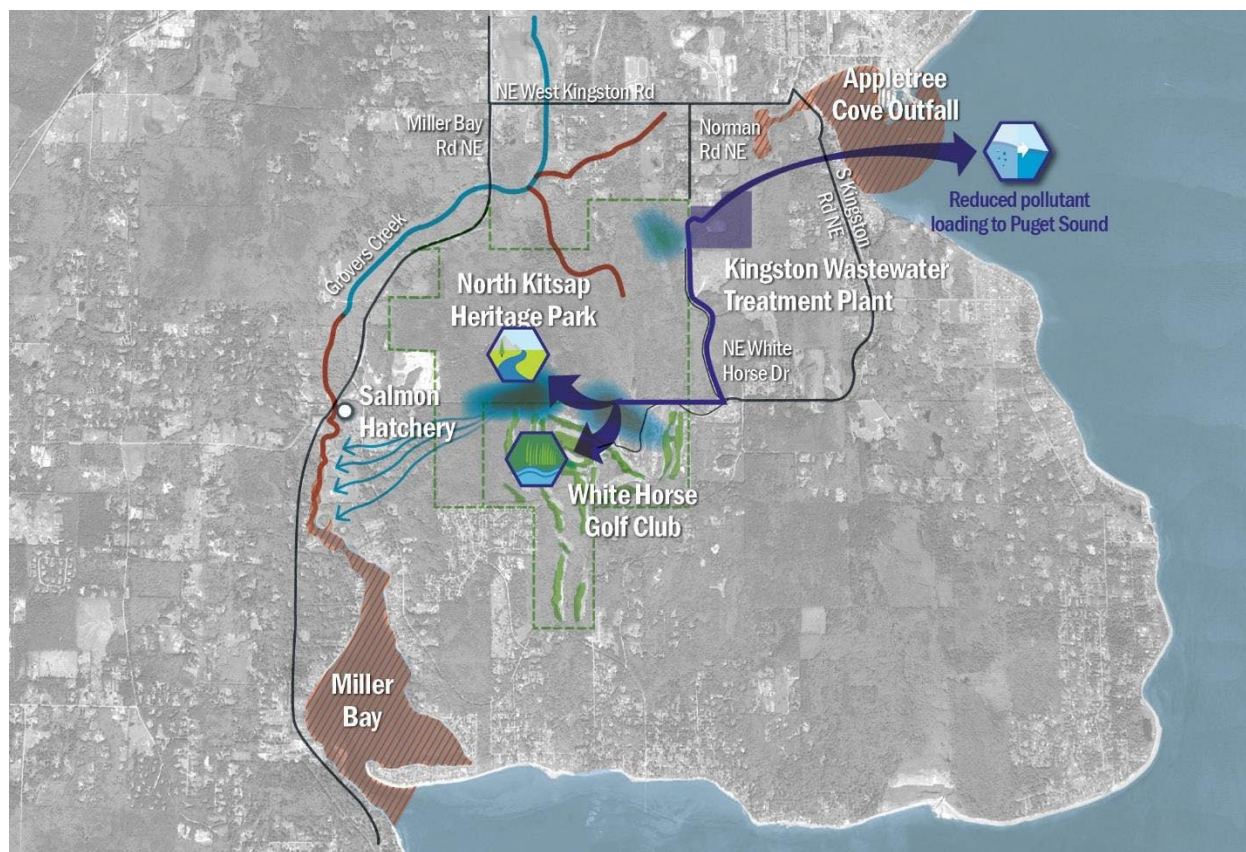 NE West Kingston Rd
Miller Bay
Rd NE
Norman
Rd NE
Appletree
Cove Outfall
S Kingston
Rd NE
Reduced pollutant
loading to Puget Sound
Grovers Creek
North Kitsap
Heritage Park
Kingston Wastewater
Treatment Plant
NE White
Horse Dr
Salmon
Hatchery
White Horse
Golf Club
Miller
Bay